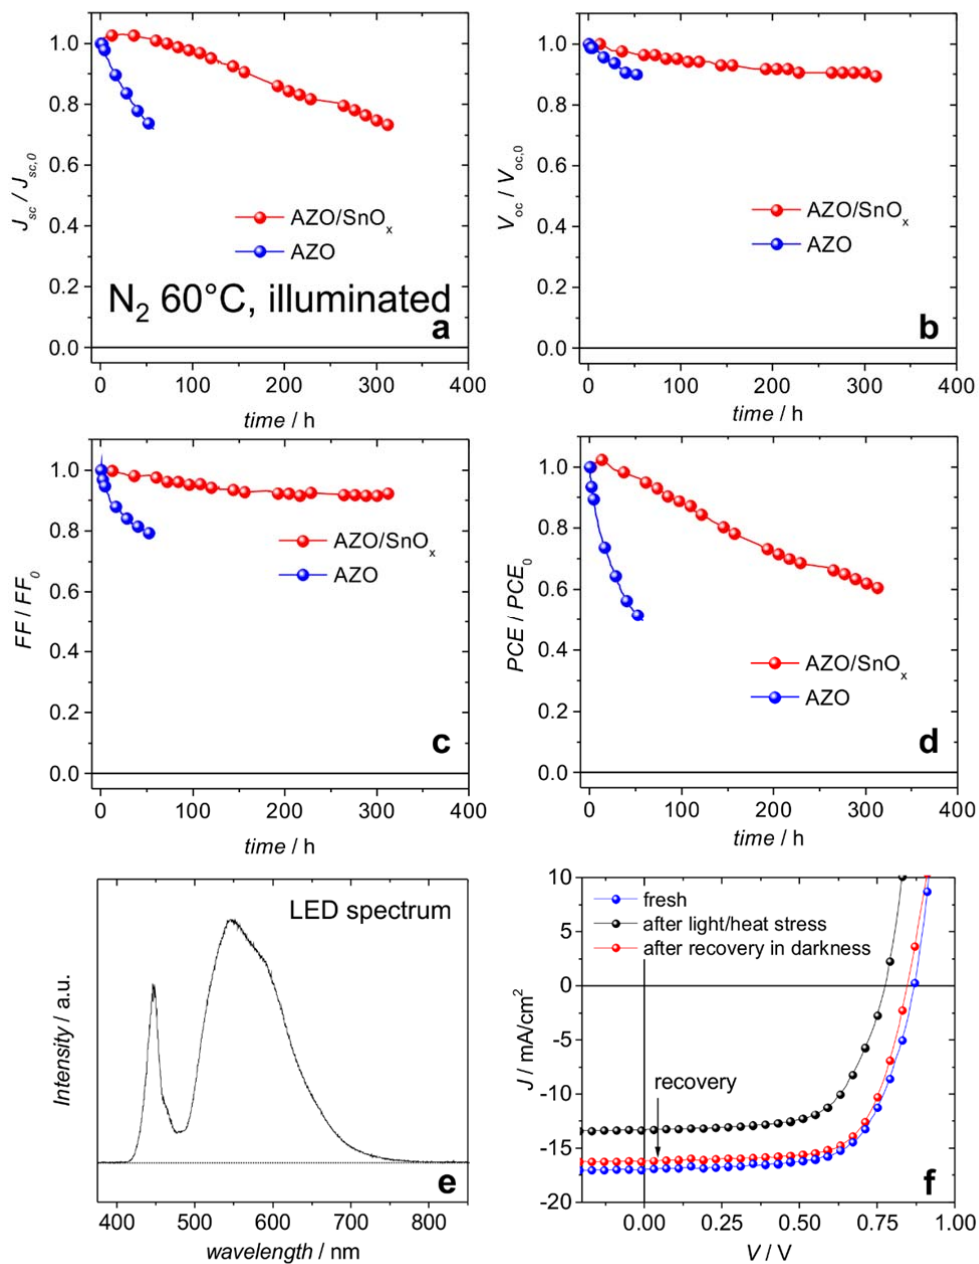 1.0
0.8
0.6
0.4
0.2
0.0
J_sc / J_sc,0
AZO/SnO_x
AZO
N_2 60°C, illuminated
a
0 100 200 300 400
time / h
1.0
0.8
0.6
0.4
0.2
0.0
V_oc / V_oc,0
AZO/SnO_x
AZO
b
0 100 200 300 400
time / h
1.0
0.8
0.6
0.4
0.2
0.0
FF / FF_0
AZO/SnO_x
AZO
c
0 100 200 300 400
time / h
1.0
0.8
0.6
0.4
0.2
0.0
PCE / PCE_0
AZO/SnO_x
AZO
d
0 100 200 300 400
time / h
LED spectrum
Intensity / a.u.
e
400 500 600 700 800
wavelength / nm
10
5
0
-5
-10
-15
-20
J / mA/cm²
fresh
after light/heat stress
after recovery in darkness
recovery
f
0.00 0.25 0.50 0.75 1.00
V / V